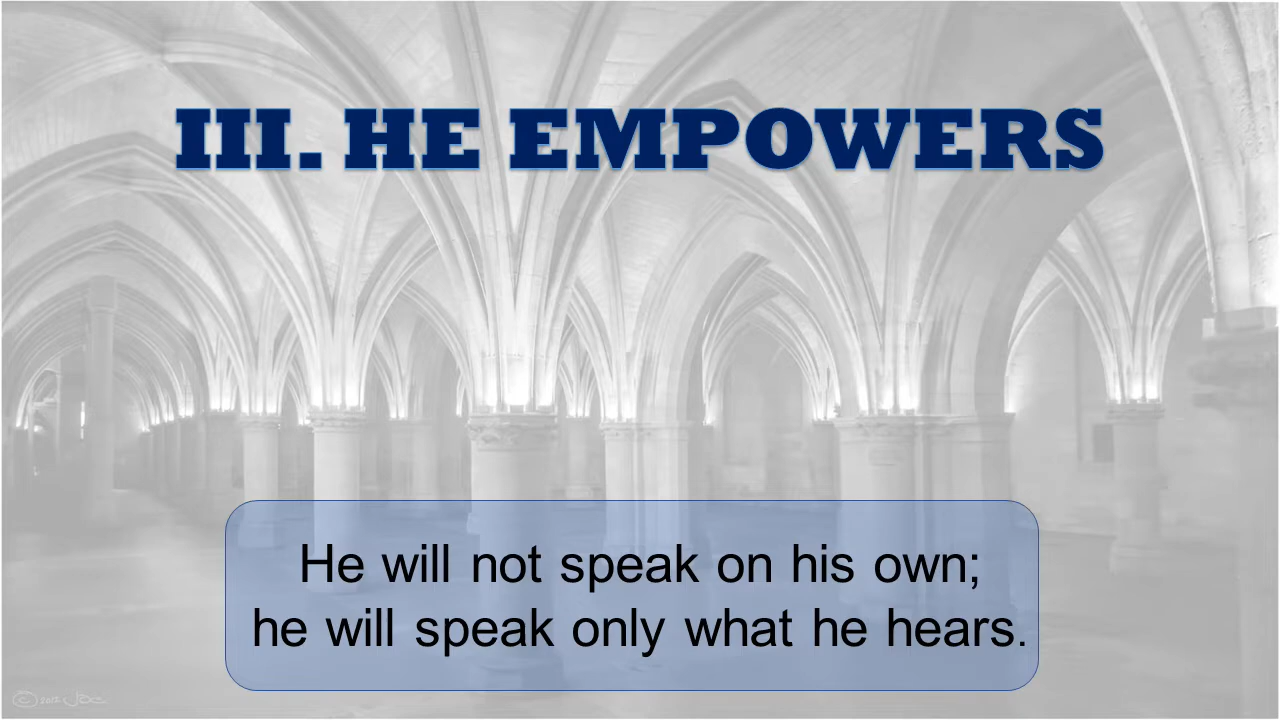 III. HE EMPOWERS
He will not speak on his own;
he will speak only what he hears.